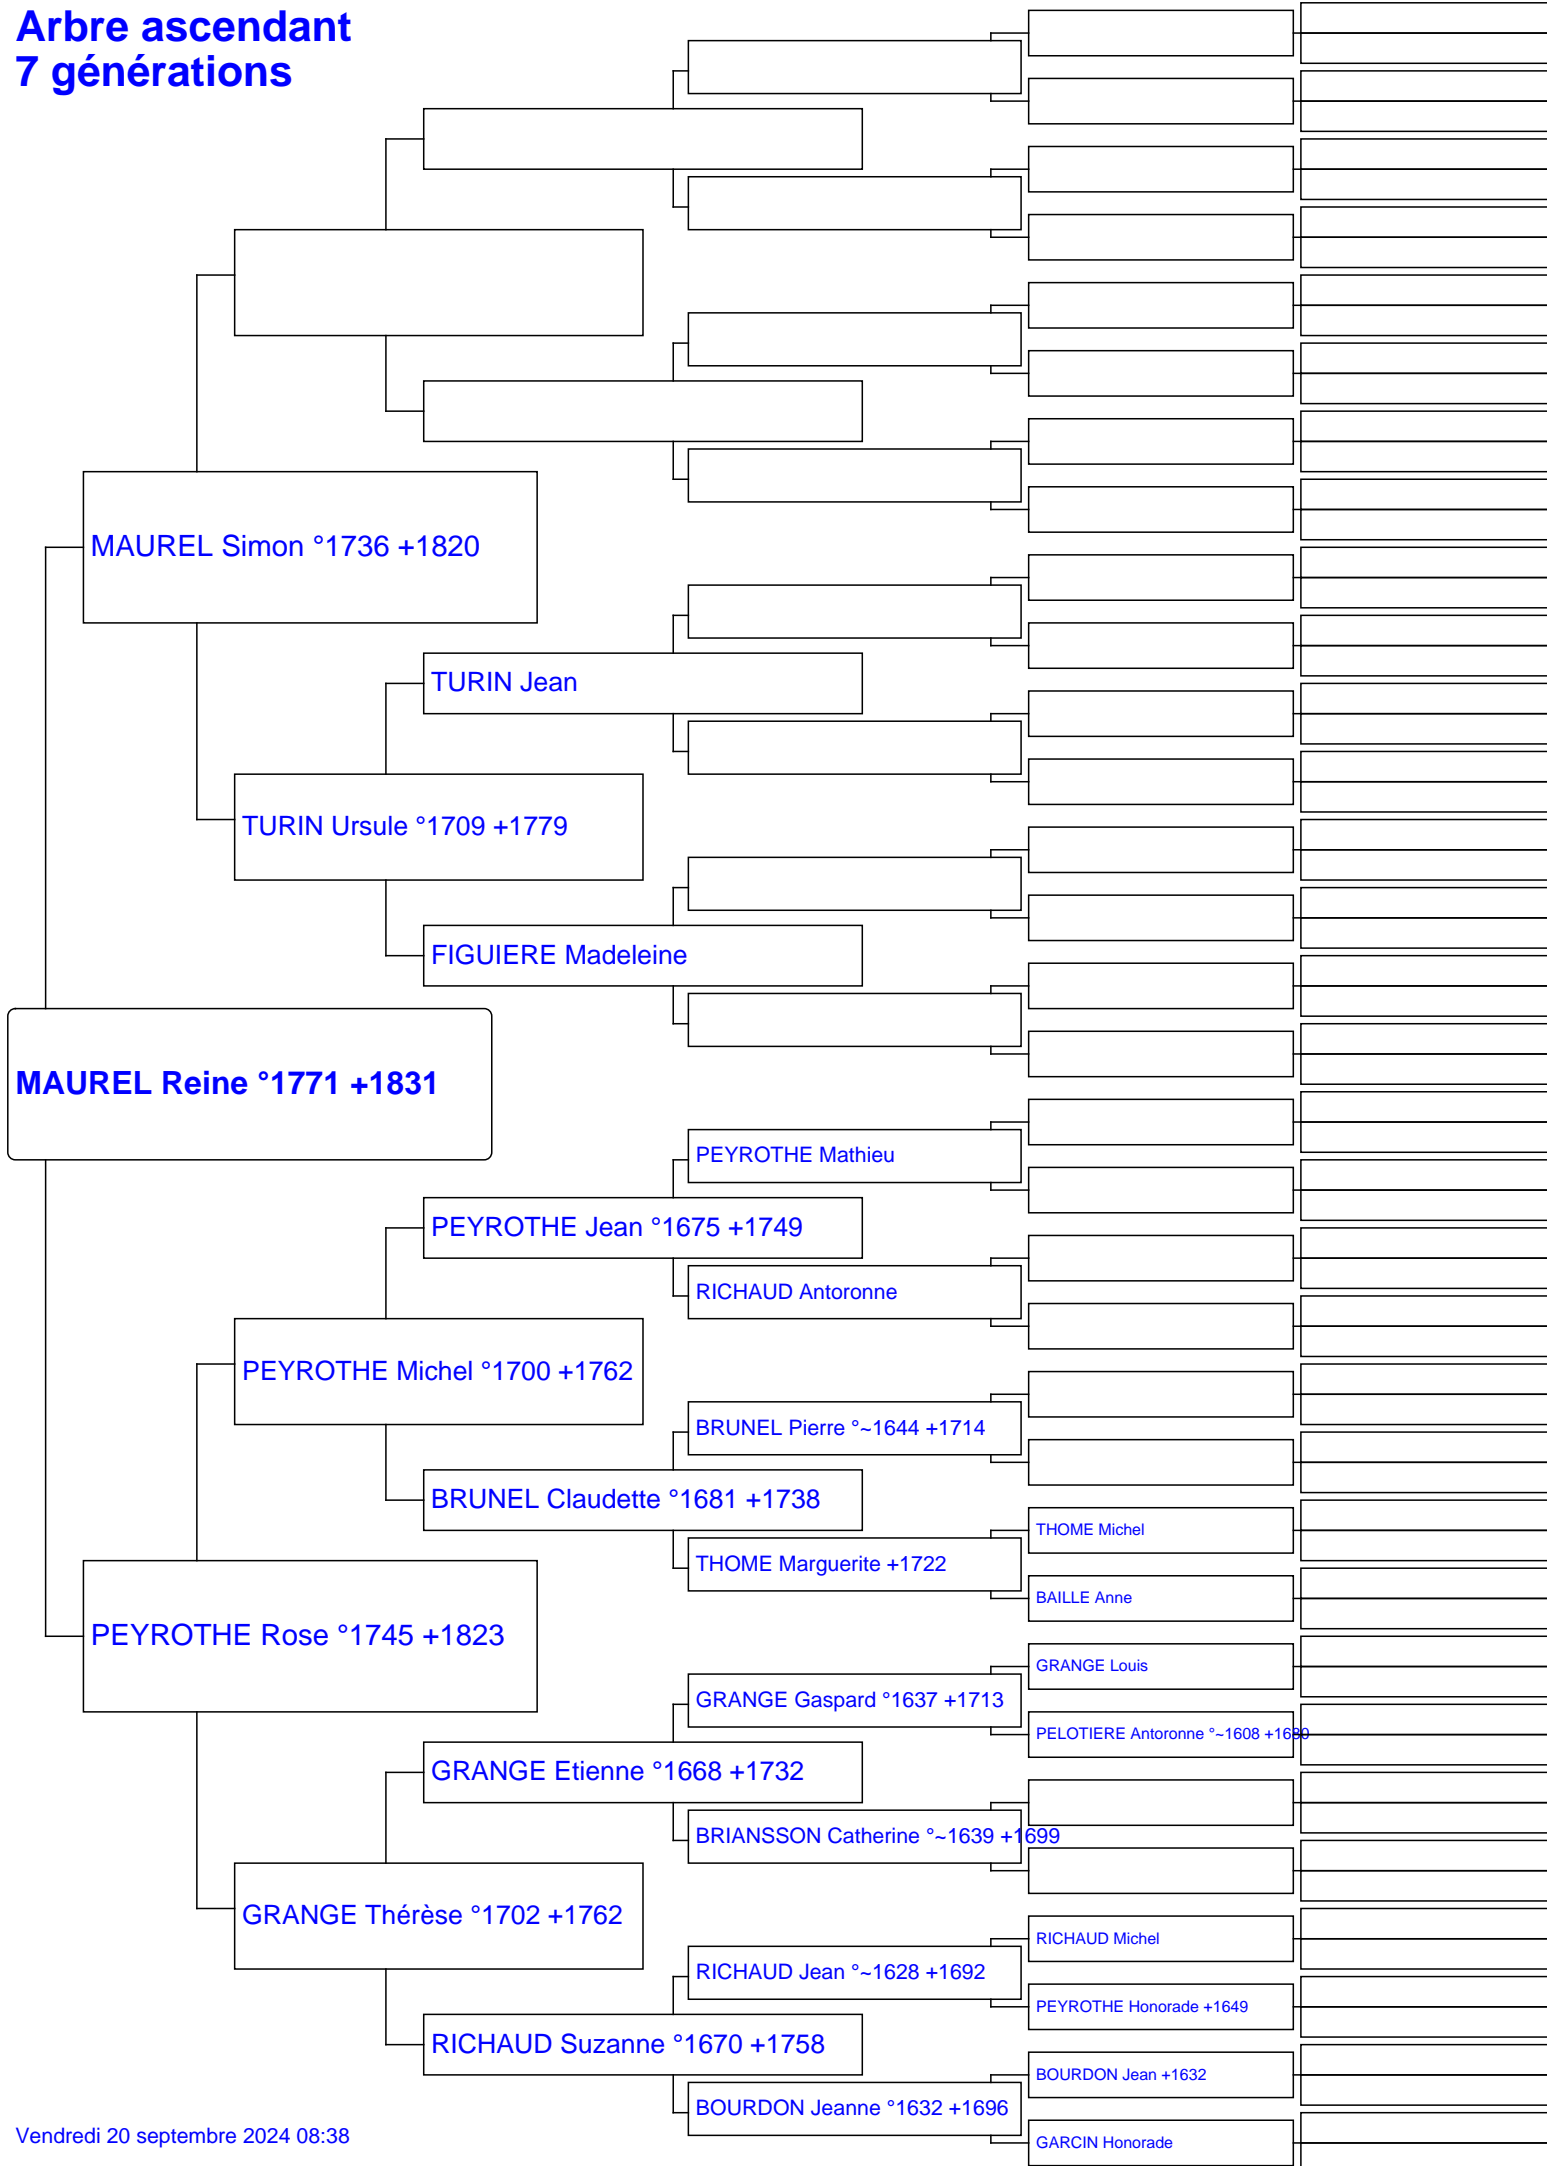 Arbre ascendant
7 générations
MAUREL Simon °1736 +1820
TURIN Jean
TURIN Ursule °1709 +1779
FIGUIERE Madeleine
MAUREL Reine °1771 +1831
PEYROTHE Mathieu
PEYROTHE Jean °1675 +1749
RICHAUD Antoronne
PEYROTHE Michel °1700 +1762
BRUNEL Pierre °~1644 +1714
BRUNEL Claudette °1681 +1738
THOME Michel
THOME Marguerite +1722
BAILLE Anne
PEYROTHE Rose °1745 +1823
GRANGE Louis
GRANGE Gaspard °1637 +1713
PELOTIERE Antoronne °~1608 +1680
GRANGE Etienne °1668 +1732
BRIANSSON Catherine °~1639 +1699
GRANGE Thérèse °1702 +1762
RICHAUD Michel
RICHAUD Jean °~1628 +1692
PEYROTHE Honorade +1649
RICHAUD Suzanne °1670 +1758
BOURDON Jean +1632
BOURDON Jeanne °1632 +1696
GARCIN Honorade
Vendredi 20 septembre 2024 08:38